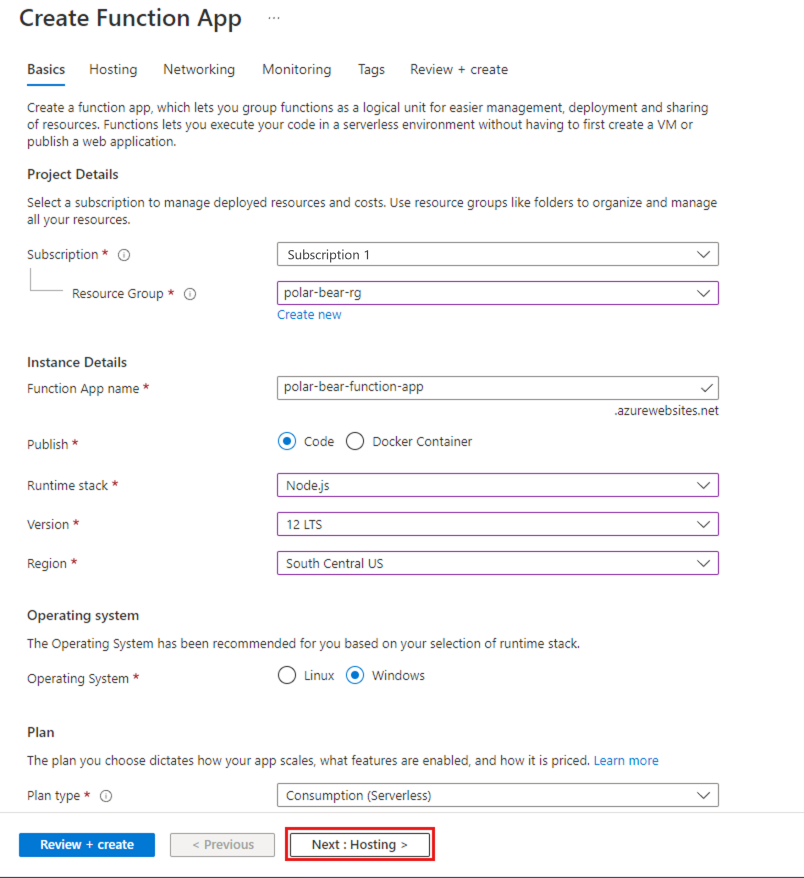 Create Function App ...
Basics Hosting Networking Monitoring Tags Review + create
Create a function app, which lets you group functions as a logical unit for easier management, deployment and sharing
of resources. Functions lets you execute your code in a serverless environment without having to first create a VM or
publish a web application.
Project Details
Select a subscription to manage deployed resources and costs. Use resource groups like folders to organize and manage
all your resources.
Subscription * Subscription 1
Resource Group * polar-bear-rg
Create new
Instance Details
Function App name * polar-bear-function-app
.azurewebsites.net
Publish * Code Docker Container
Runtime stack * Node.js
Version * 12 LTS
Region * South Central US
Operating system
The Operating System has been recommended for you based on your selection of runtime stack.
Operating System * Linux Windows
Plan
The plan you choose dictates how your app scales, what features are enabled, and how it is priced. Learn more
Plan type * Consumption (Serverless)
Review + create < Previous Next : Hosting >